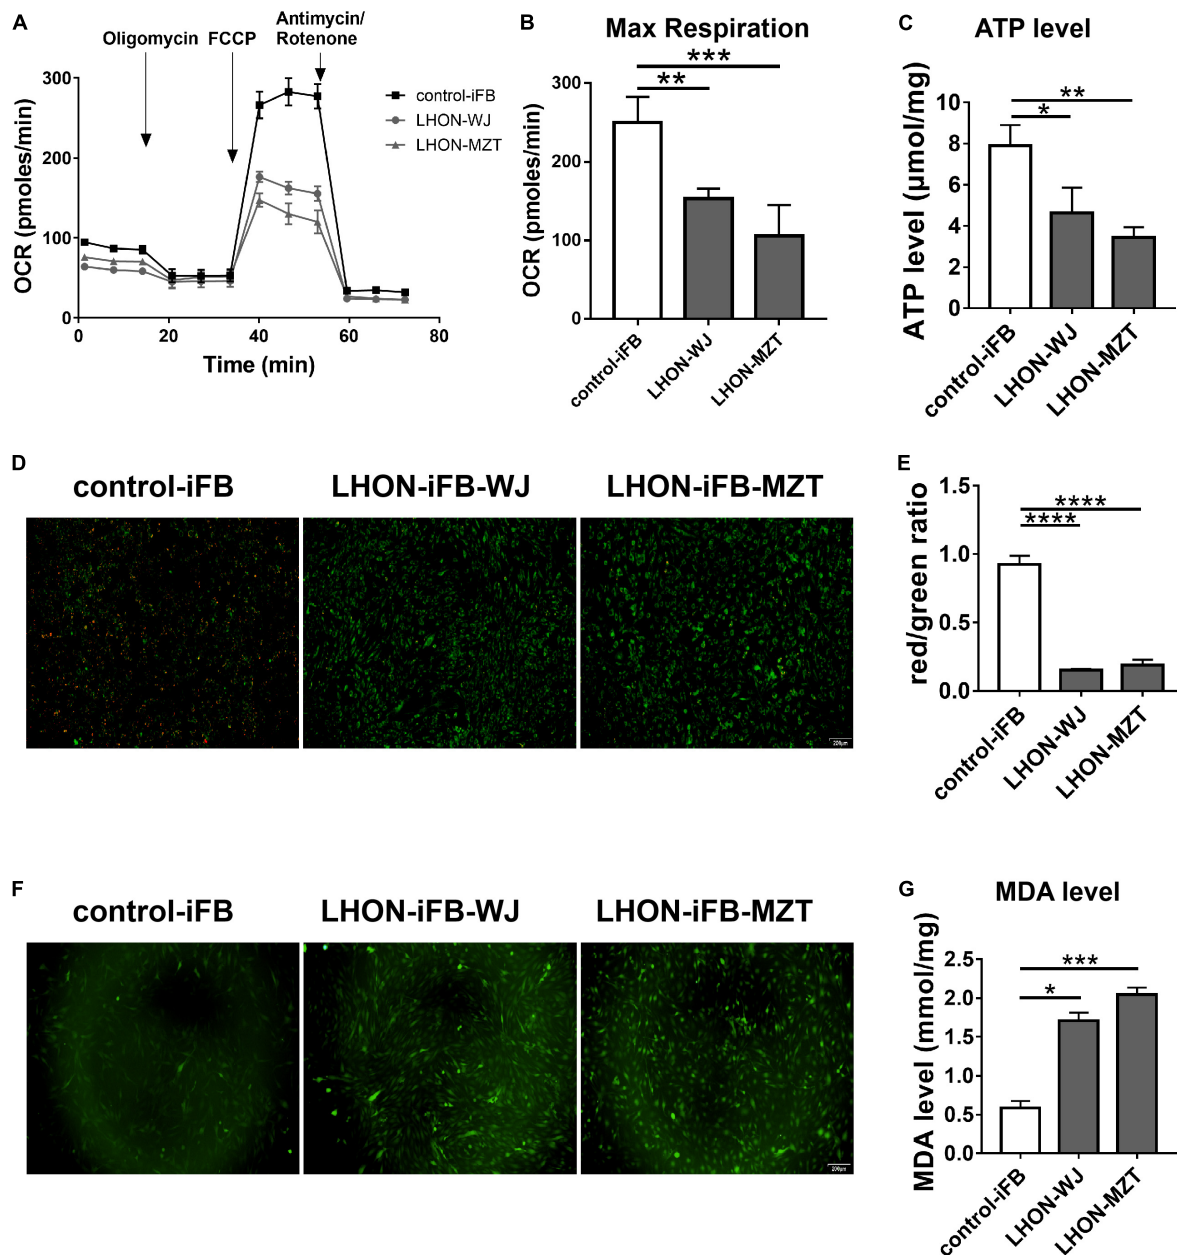 A
Oligomycin
FCCP
Antimycin/
Rotenone
OCR (pmoles/min)
300
200
100
0
0
20
40
60
80
Time (min)
control-iFB
LHON-WJ
LHON-MZT
B
Max Respiration
***
**
OCR (pmoles/min)
300
200
100
0
control-iFB
LHON-WJ
LHON-MZT
C
ATP level
**
*
ATP level (µmol/mg)
10
8
6
4
2
0
control-iFB
LHON-WJ
LHON-MZT
D
control-iFB
LHON-iFB-WJ
LHON-iFB-MZT
200µm
E
****
****
red/green ratio
1.5
1.0
0.5
0.0
control-iFB
LHON-WJ
LHON-MZT
F
control-iFB
LHON-iFB-WJ
LHON-iFB-MZT
200µm
G
MDA level
***
*
MDA level (mmol/mg)
2.5
2.0
1.5
1.0
0.5
0.0
control-iFB
LHON-WJ
LHON-MZT